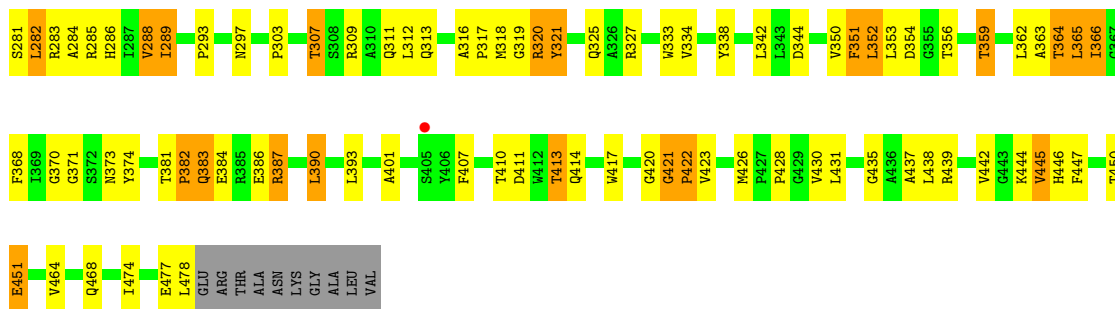 S281 L282 R283 A284 R285 H286 I287 V288 I289 P293 N297 P303 T307 S308 R309 A310 Q311 L312 Q313 A316 P317 M318 G319 R320 Y321 Q325 A326 R327 W333 V334 Y338 L342 L343 D344 V350 F351 L352 L353 D354 G355 T356 T359 L362 A363 T364 L365 I366 G367
F368 I369 G370 G371 S372 N373 Y374 T381 P382 Q383 E384 R385 E386 R387 L390 L393 A401 S405 Y406 F407 T410 D411 W412 T413 Q414 W417 G420 G421 P422 V423 M426 P427 P428 G429 V430 L431 G435 A436 A437 L438 R439 V442 G443 K444 V445 H446 F447 T450
E451 V464 Q468 I474 E477 L478 GLU ARG THR ALA ASN LYS GLY ALA LEU VAL